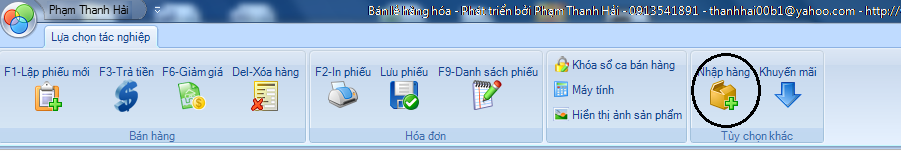 Phạm Thanh Hải
Bán lẻ hàng hóa - Phát triển bởi Phạm Thanh Hải - 0913541891 - thanhhai00b1@yahoo.com - http://
Lựa chọn tác nghiệp
F1-Lập phiếu mới F3-Trả tiền F6-Giảm giá Del-Xóa hàng
Bán hàng
F2-In phiếu Lưu phiếu F9-Danh sách phiếu
Hóa đơn
Khóa sổ ca bán hàng
Máy tính
Hiển thị ảnh sản phẩm
Nhập hàng Khuyến mãi
Tùy chọn khác